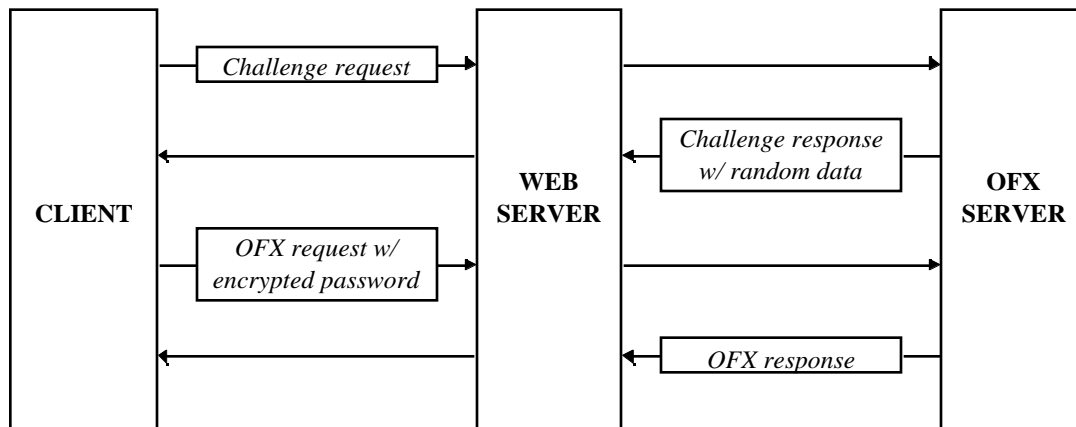 Challenge request
Challenge response
w/ random data
CLIENT
WEB
SERVER
OFX
SERVER
OFX request w/
encrypted password
OFX response